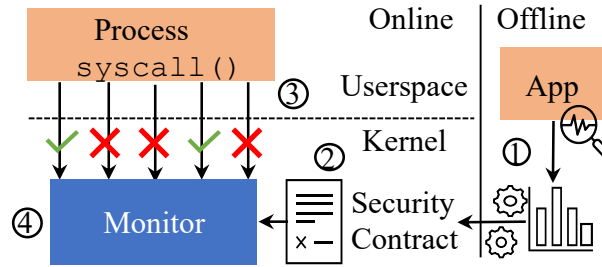 Process
syscall()
Online
Offline
③
Userspace
App
Kernel
①
②
④
Monitor
Security
Contract